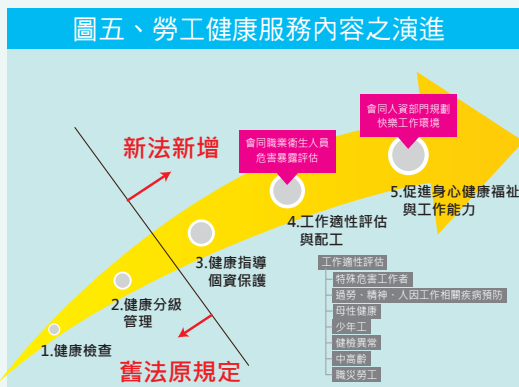 圖五、勞工健康服務內容之演進
新法新增
會同職業衛生人員
危害暴露評估
會同人資部門規劃
快樂工作環境
5.促進身心健康福祉
與工作能力
4.工作適性評估
與配工
3.健康指導
個資保護
2.健康分級
管理
1.健康檢查
舊法原規定
工作適性評估
特殊危害工作者
過勞、精神、人因工作相關疾病預防
母性健康
少年工
健檢異常
中高齡
職災勞工